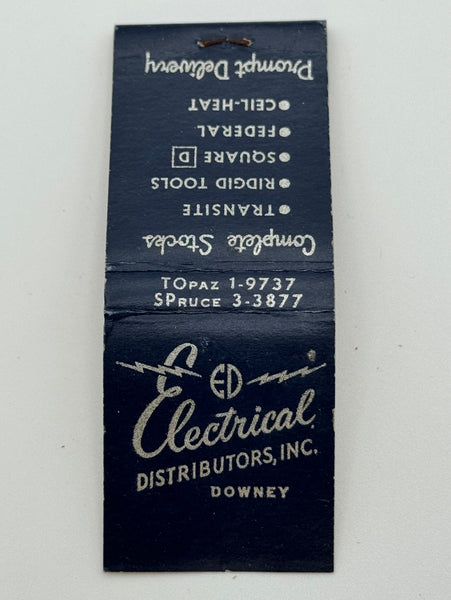 Complete Stocks
• TRANSITE
• RIDGID TOOLS
• SQUARE D
• FEDERAL
• CEIL-HEAT
Prompt Delivery
TOPAZ 1-9737
SPRUCE 3-3877
ED
Electrical
DISTRIBUTORS, INC.
DOWNEY